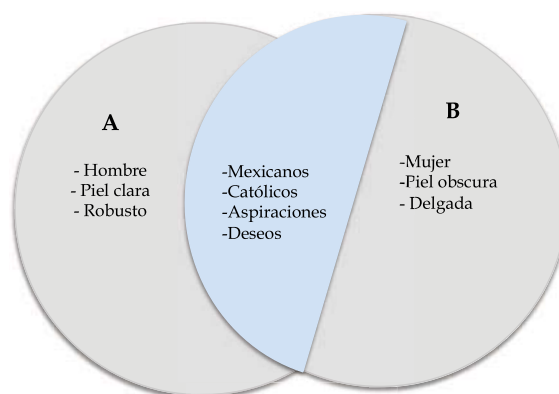 A
- Hombre
- Piel clara
- Robusto
-Mexicanos
-Católicos
-Aspiraciones
-Deseos
B
-Mujer
-Piel obscura
- Delgada